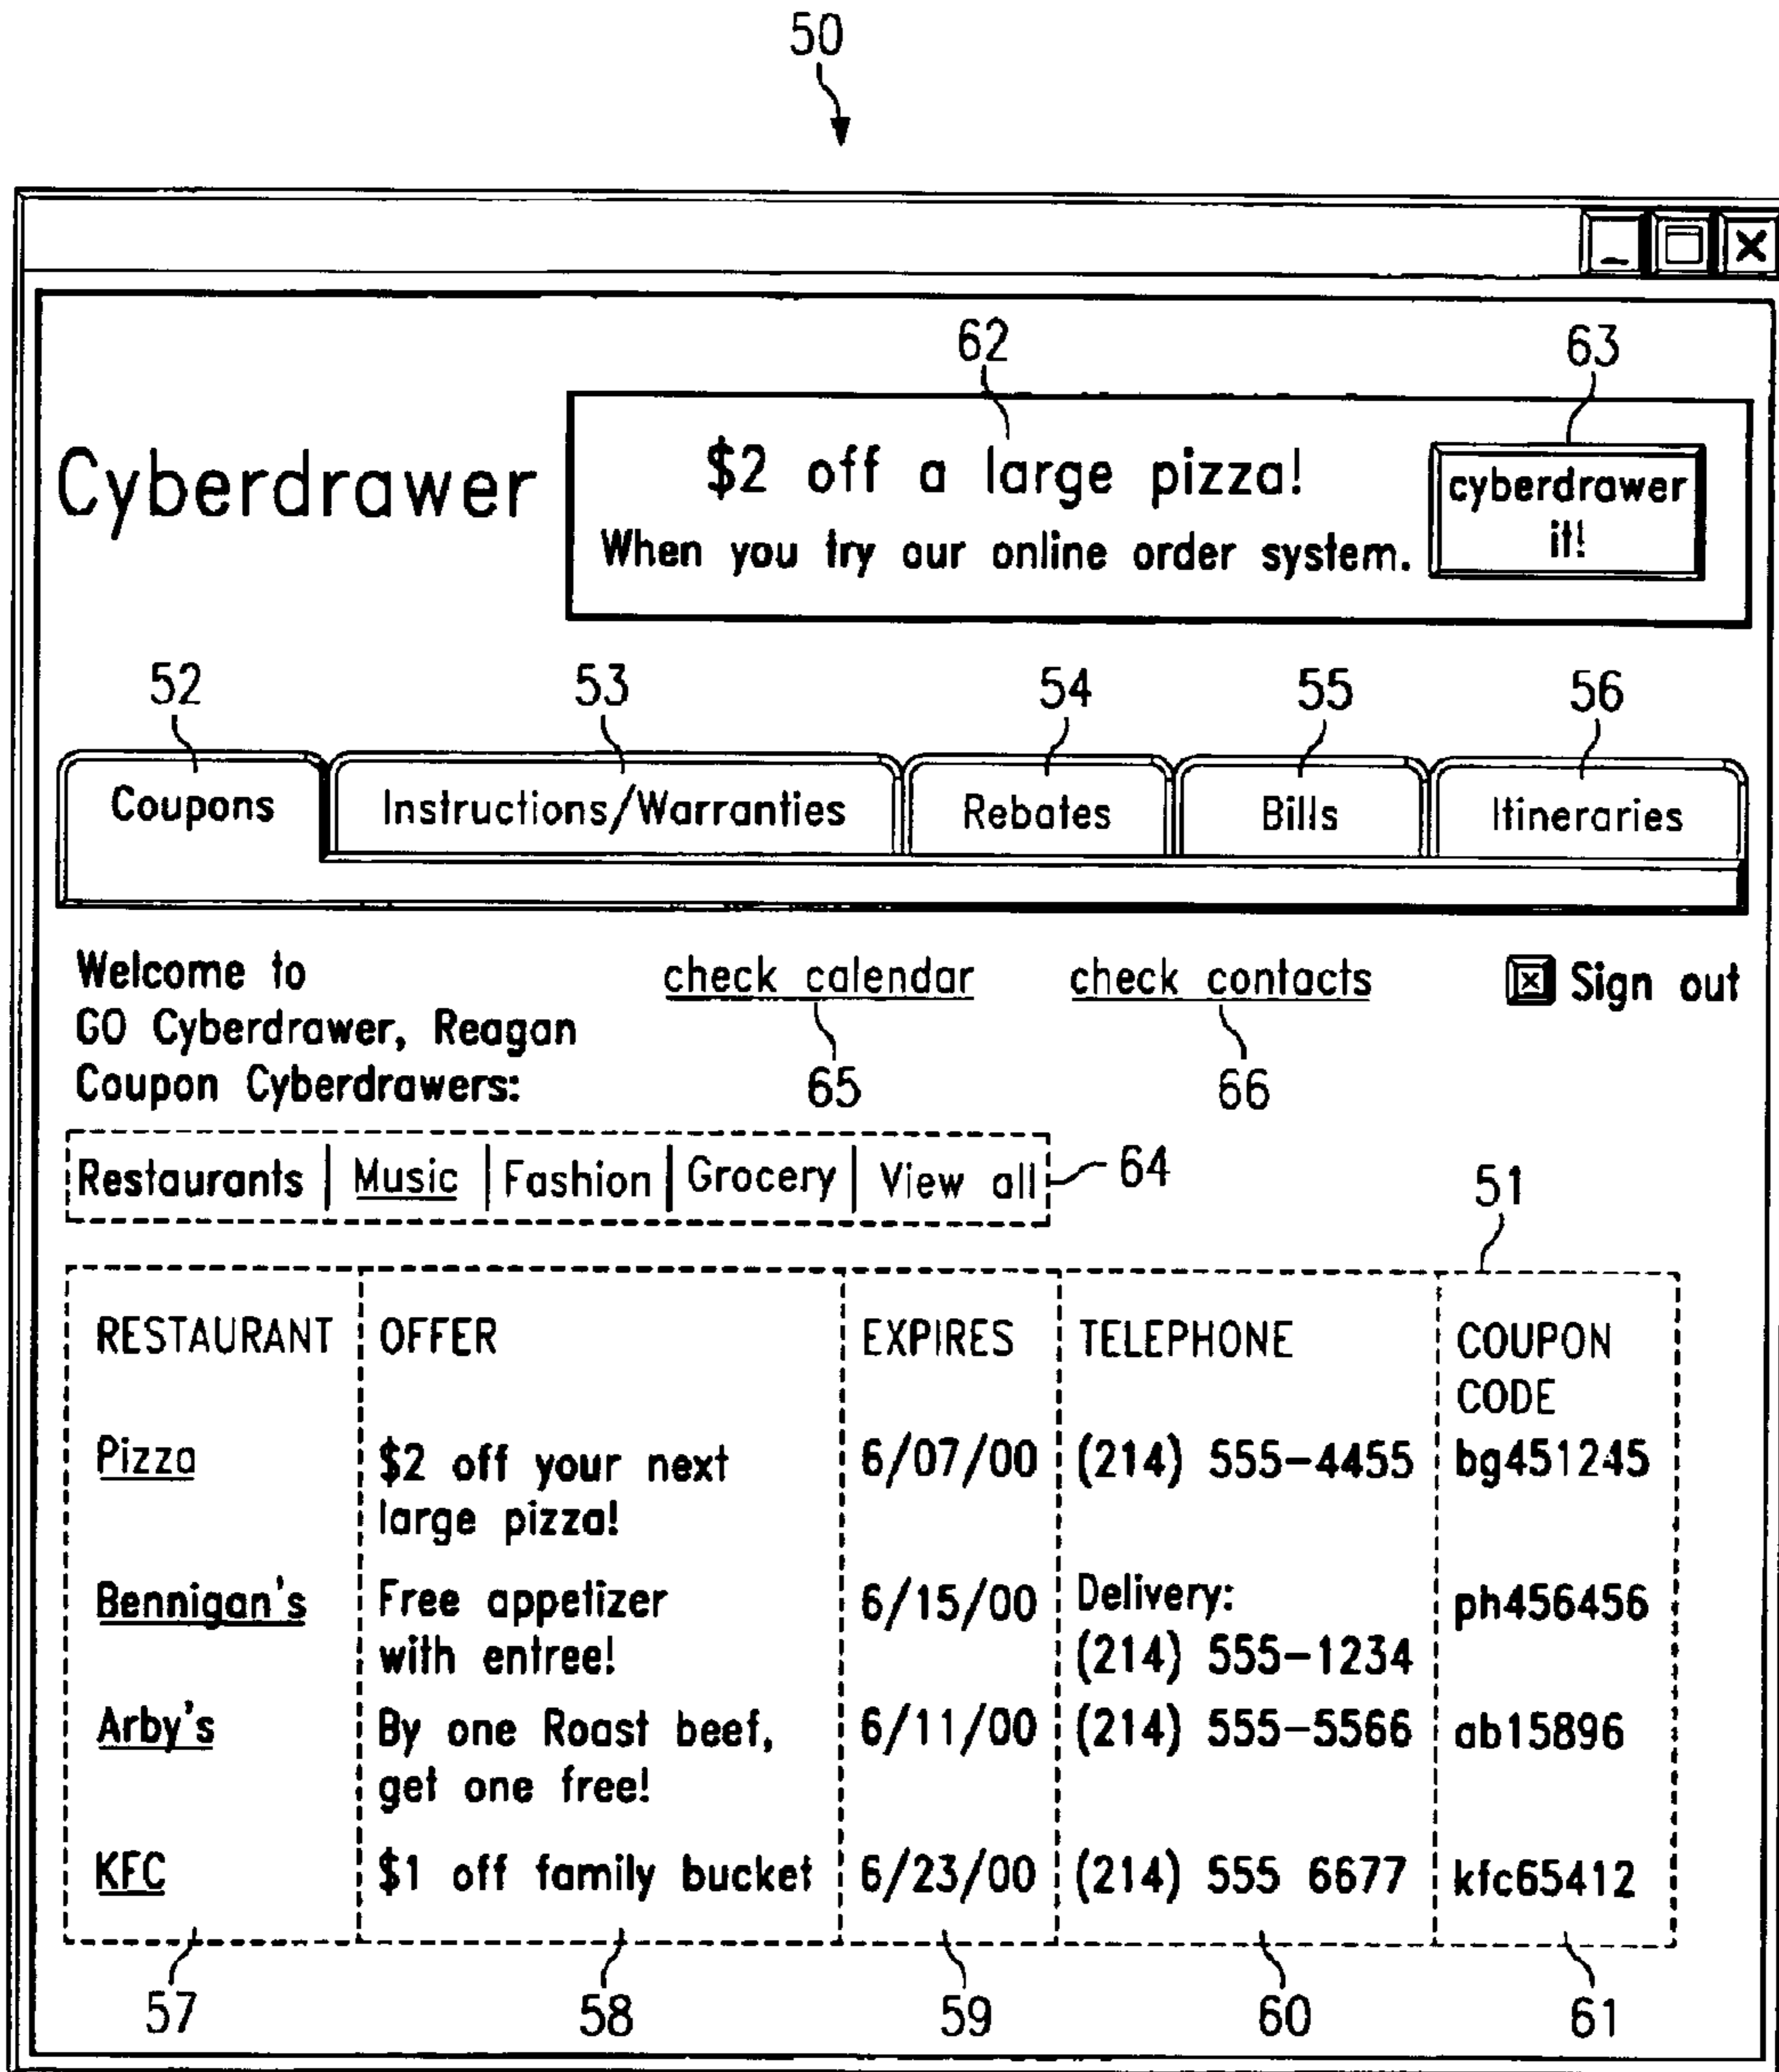 50
62
63
Cyberdrawer
$2 off a large pizza!
When you try our online order system.
cyberdrawer
it!
52
53
54
55
56
Coupons
Instructions/Warranties
Rebates
Bills
Itineraries
Welcome to
GO Cyberdrawer, Reagan
Coupon Cyberdrawers:
check calendar
65
check contacts
66
Sign out
Restaurants | Music | Fashion | Grocery | View all
64
51
RESTAURANT OFFER EXPIRES TELEPHONE COUPON
CODE
Pizza $2 off your next 6/07/00 (214) 555-4455 bg451245
large pizza!
Bennigan's Free appetizer 6/15/00 Delivery: ph456456
with entree! (214) 555-1234
Arby's By one Roast beef, 6/11/00 (214) 555-5566 ab15896
get one free!
KFC $1 off family bucket 6/23/00 (214) 555 6677 kfc65412
57
58
59
60
61